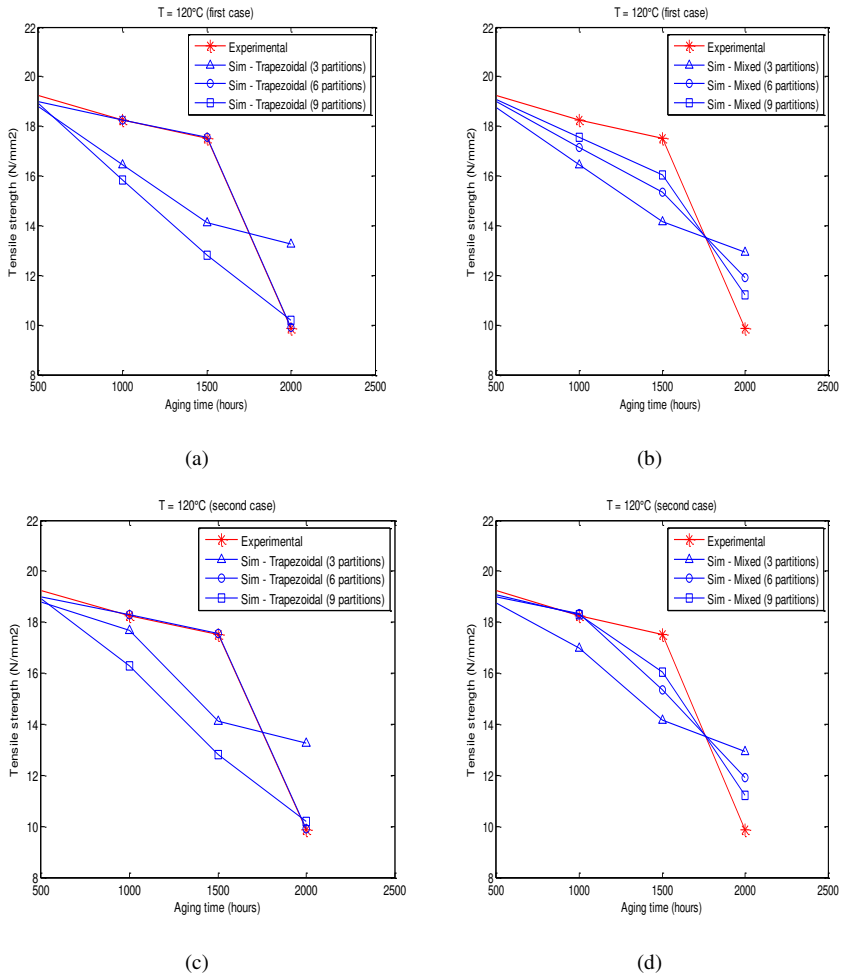 T = 120°C (first case)
22
20
18
16
14
12
10
8
500
1000
1500
2000
2500
Tensile strength (N/mm2)
Aging time (hours)
Experimental
Sim - Trapezoidal (3 partitions)
Sim - Trapezoidal (6 partitions)
Sim - Trapezoidal (9 partitions)
(a)
T = 120°C (first case)
22
20
18
16
14
12
10
8
500
1000
1500
2000
2500
Tensile strength (N/mm2)
Aging time (hours)
Experimental
Sim - Mixed (3 partitions)
Sim - Mixed (6 partitions)
Sim - Mixed (9 partitions)
(b)
T = 120°C (second case)
22
20
18
16
14
12
10
8
500
1000
1500
2000
2500
Tensile strength (N/mm2)
Aging time (hours)
Experimental
Sim - Trapezoidal (3 partitions)
Sim - Trapezoidal (6 partitions)
Sim - Trapezoidal (9 partitions)
(c)
T = 120°C (second case)
22
20
18
16
14
12
10
8
500
1000
1500
2000
2500
Tensile strength (N/mm2)
Aging time (hours)
Experimental
Sim - Mixed (3 partitions)
Sim - Mixed (6 partitions)
Sim - Mixed (9 partitions)
(d)